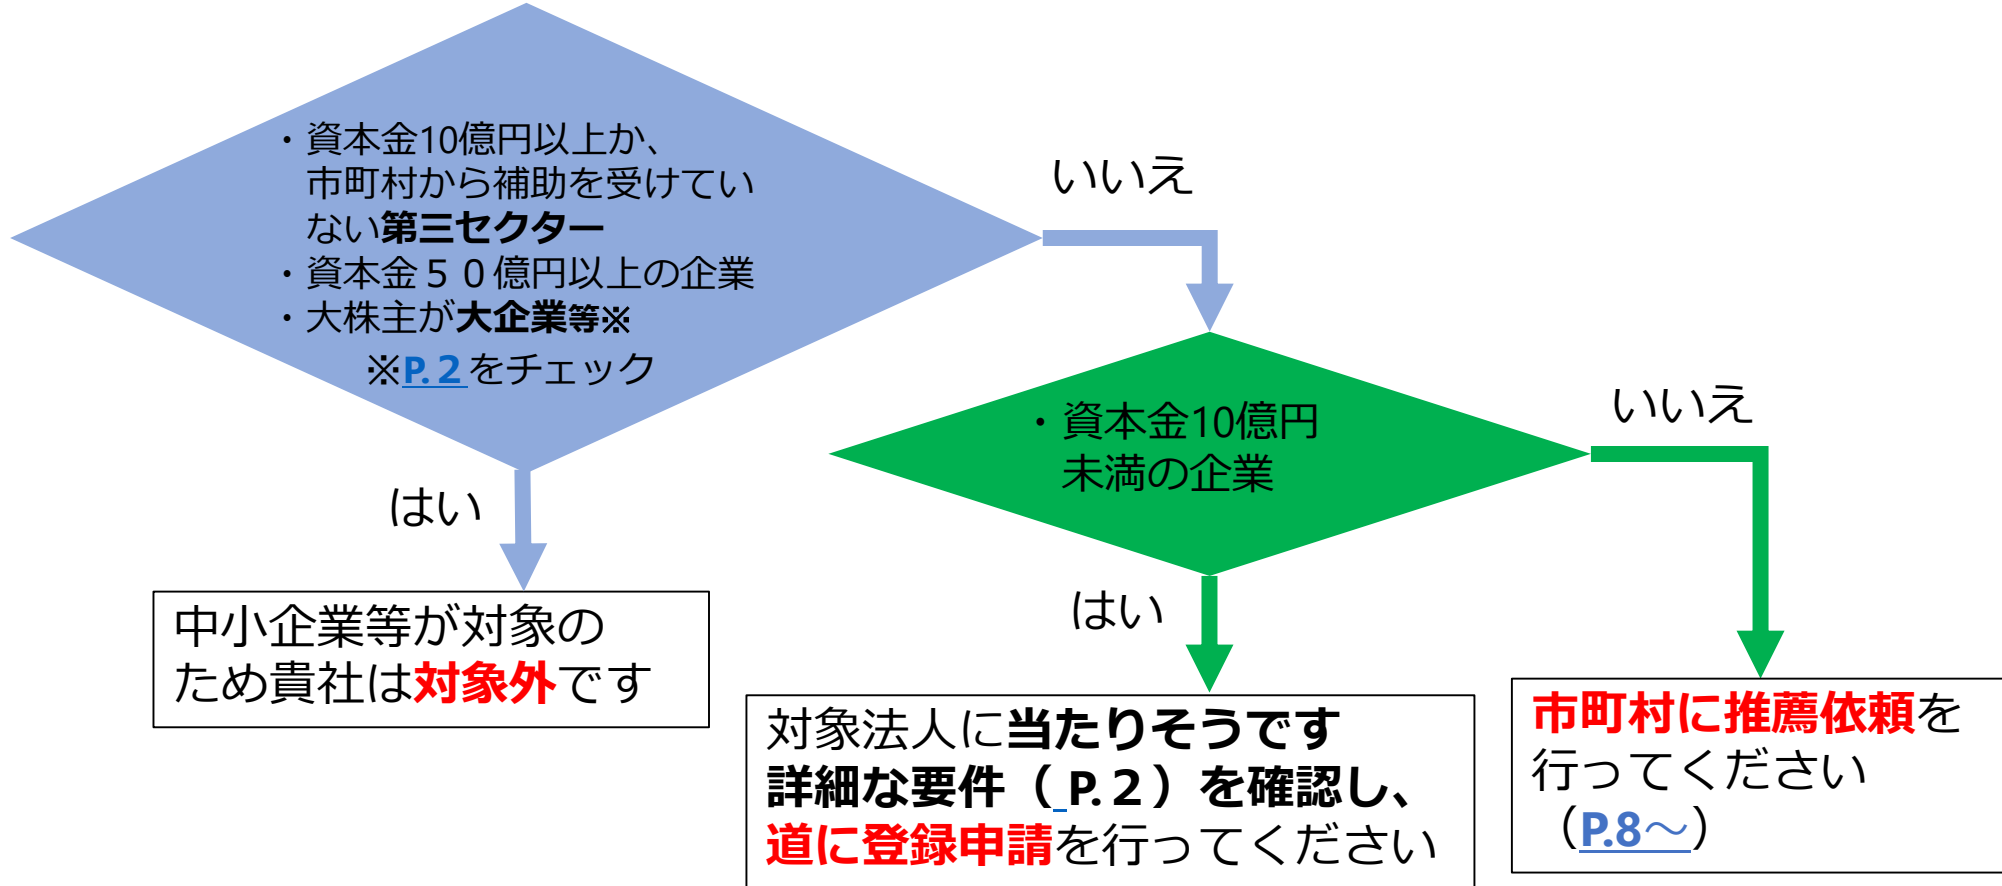 ・資本金10億円以上か、
市町村から補助を受けてい
ない第三セクター
・資本金５０億円以上の企業
・大株主が大企業等※
※P.２をチェック
いいえ
はい
中小企業等が対象の
ため貴社は対象外です
・資本金10億円
未満の企業
いいえ
はい
対象法人に当たりそうです
詳細な要件（ P.２）を確認し、
道に登録申請を行ってください
市町村に推薦依頼を
行ってください
（P.8～）